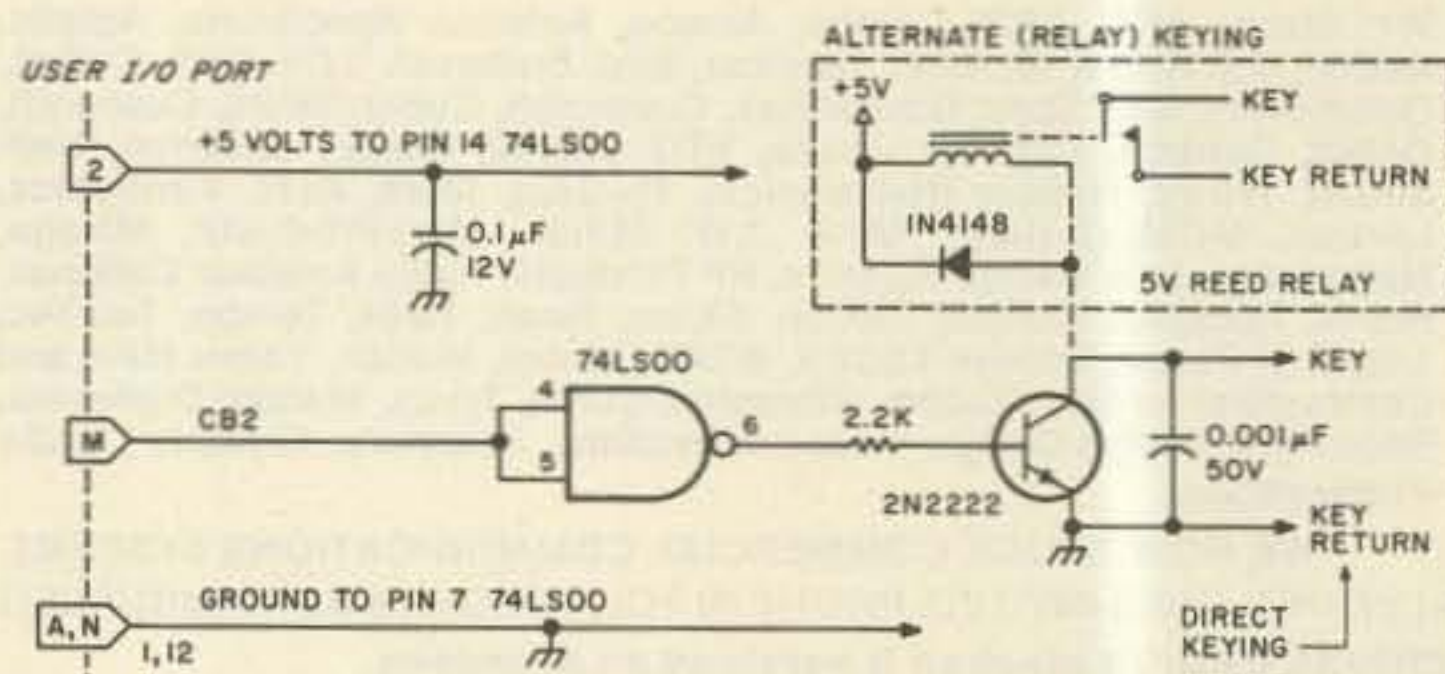 USER I/O PORT
ALTERNATE (RELAY) KEYING
2
+5 VOLTS TO PIN 14 74LS00
0.1µF
12V
+5V
KEY
KEY RETURN
1N4148
5V REED RELAY
M
CB2
4
5
74LS00
6
2.2K
2N2222
KEY
0.001µF
50V
KEY
RETURN
A, N
1,12
GROUND TO PIN 7 74LS00
DIRECT
KEYING